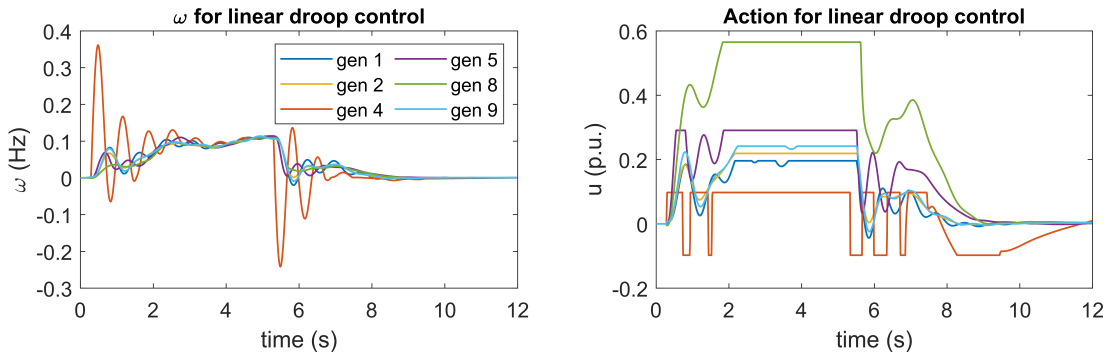 ω for linear droop control
0.4
0.3
0.2
0.1
0
-0.1
-0.2
-0.3
ω (Hz)
gen 1
gen 5
gen 2
gen 8
gen 4
gen 9
0 2 4 6 8 10 12
time (s)
Action for linear droop control
0.6
0.4
0.2
0
-0.2
u (p.u.)
0 2 4 6 8 10 12
time (s)